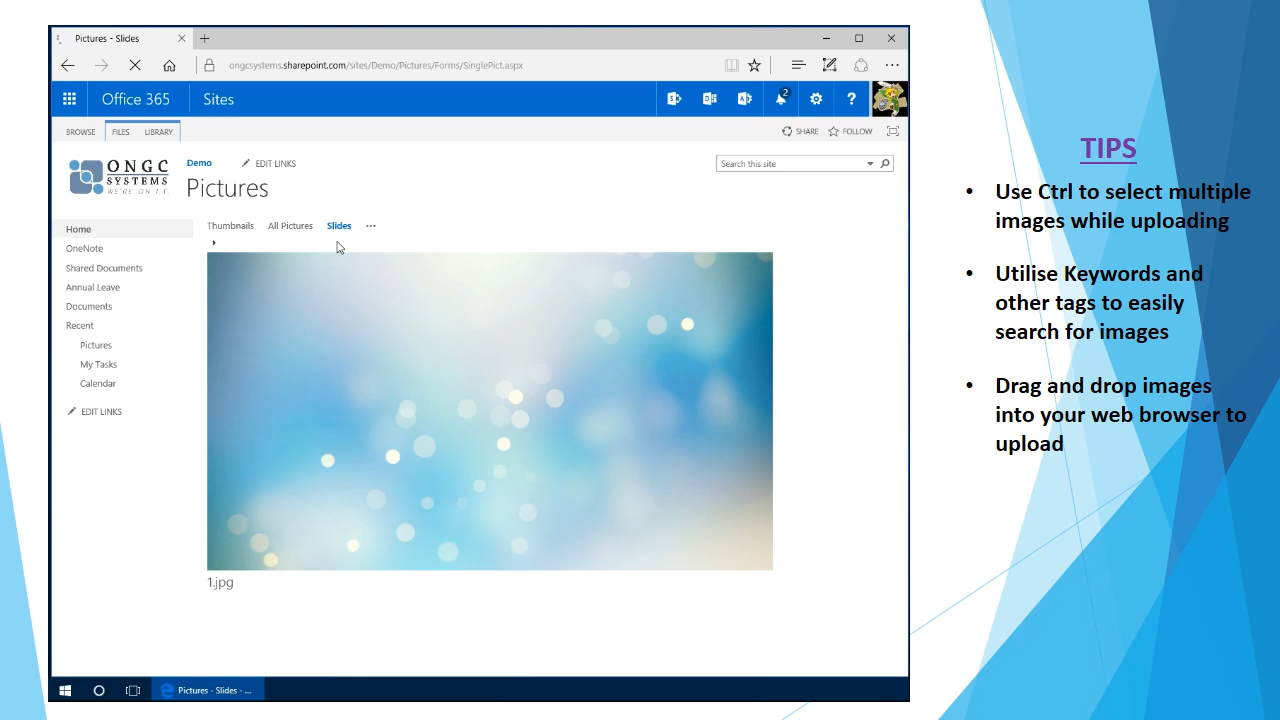 Pictures - Slides
ongcsystems.sharepoint.com/sites/Demo/Pictures/Forms/SinglePict.aspx
Office 365 Sites 2 ?
BROWSE FILES LIBRARY SHARE FOLLOW
ONGC
SYSTEMS
WE'RE ON I.T.
Demo EDIT LINKS Search this site
Pictures
Home
OneNote
Shared Documents
Annual Leave
Documents
Recent
Pictures
My Tasks
Calendar
EDIT LINKS
Thumbnails All Pictures Slides ...
1.jpg
Pictures - Slides - ...
TIPS
• Use Ctrl to select multiple
images while uploading
• Utilise Keywords and
other tags to easily
search for images
• Drag and drop images
into your web browser to
upload